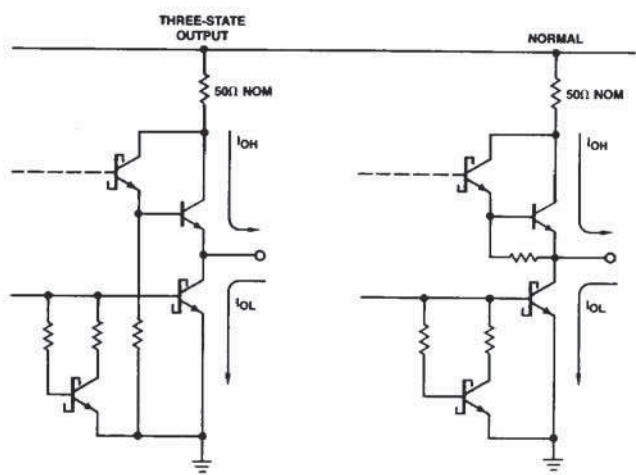 THREE-STATE
OUTPUT
NORMAL
50Ω NOM
50Ω NOM
IOH
IOH
IOL
IOL